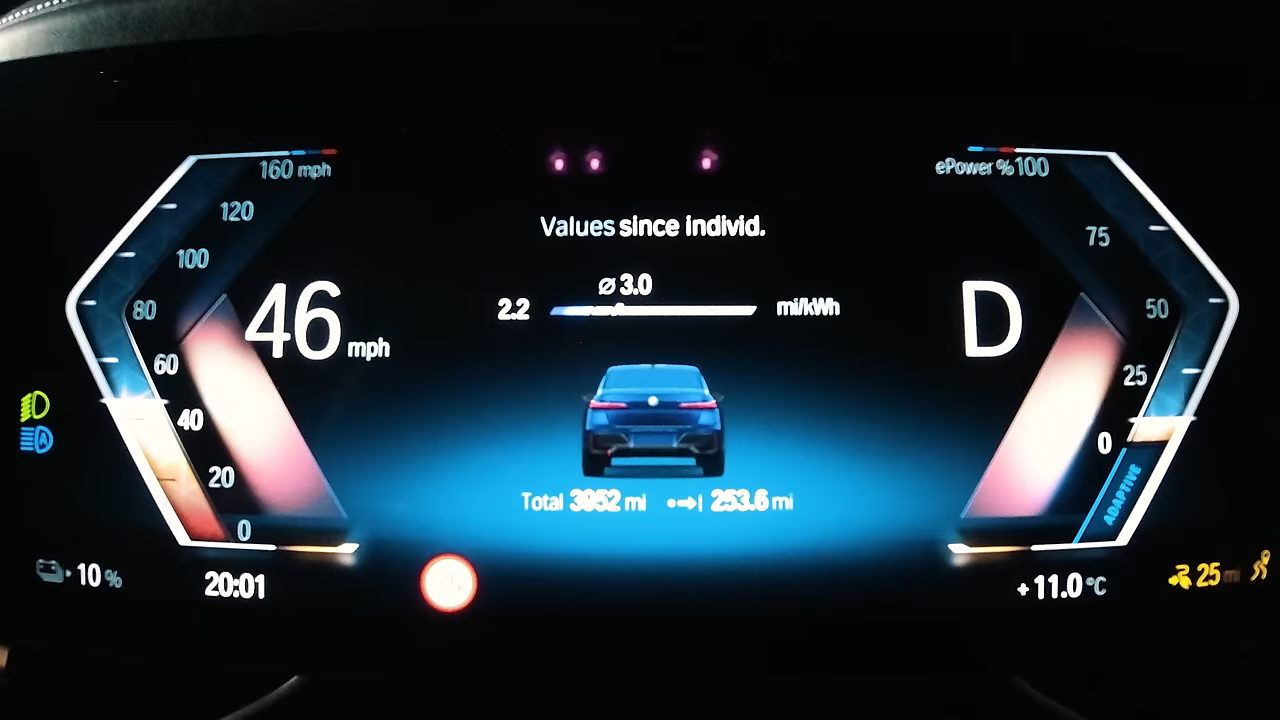 160 mph
120
100
80
60
40
20
0
46 mph
Values since individ.
⌀ 3.0
2.2 mi/kWh
Total 3952 mi 253.6 mi
ePower %100
75
50
25
0
D
ADAPTIVE
A
10 %
20:01
+11.0 °C
25 mi